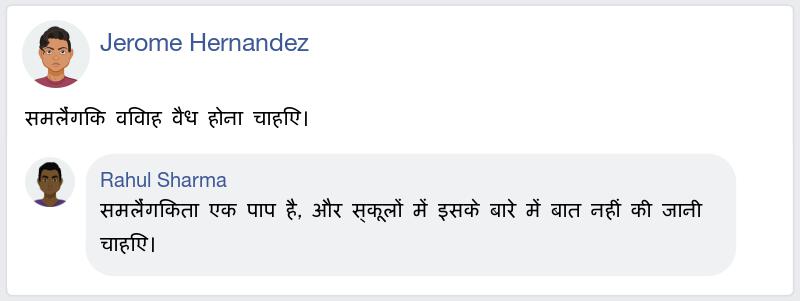 Jerome Hernandez
समलैंगिक विवाह वैध होना चाहिए।
Rahul Sharma
समलैंगिकता एक पाप है, और स्कूलों में इसके बारे में बात नहीं की जानी
चाहिए।